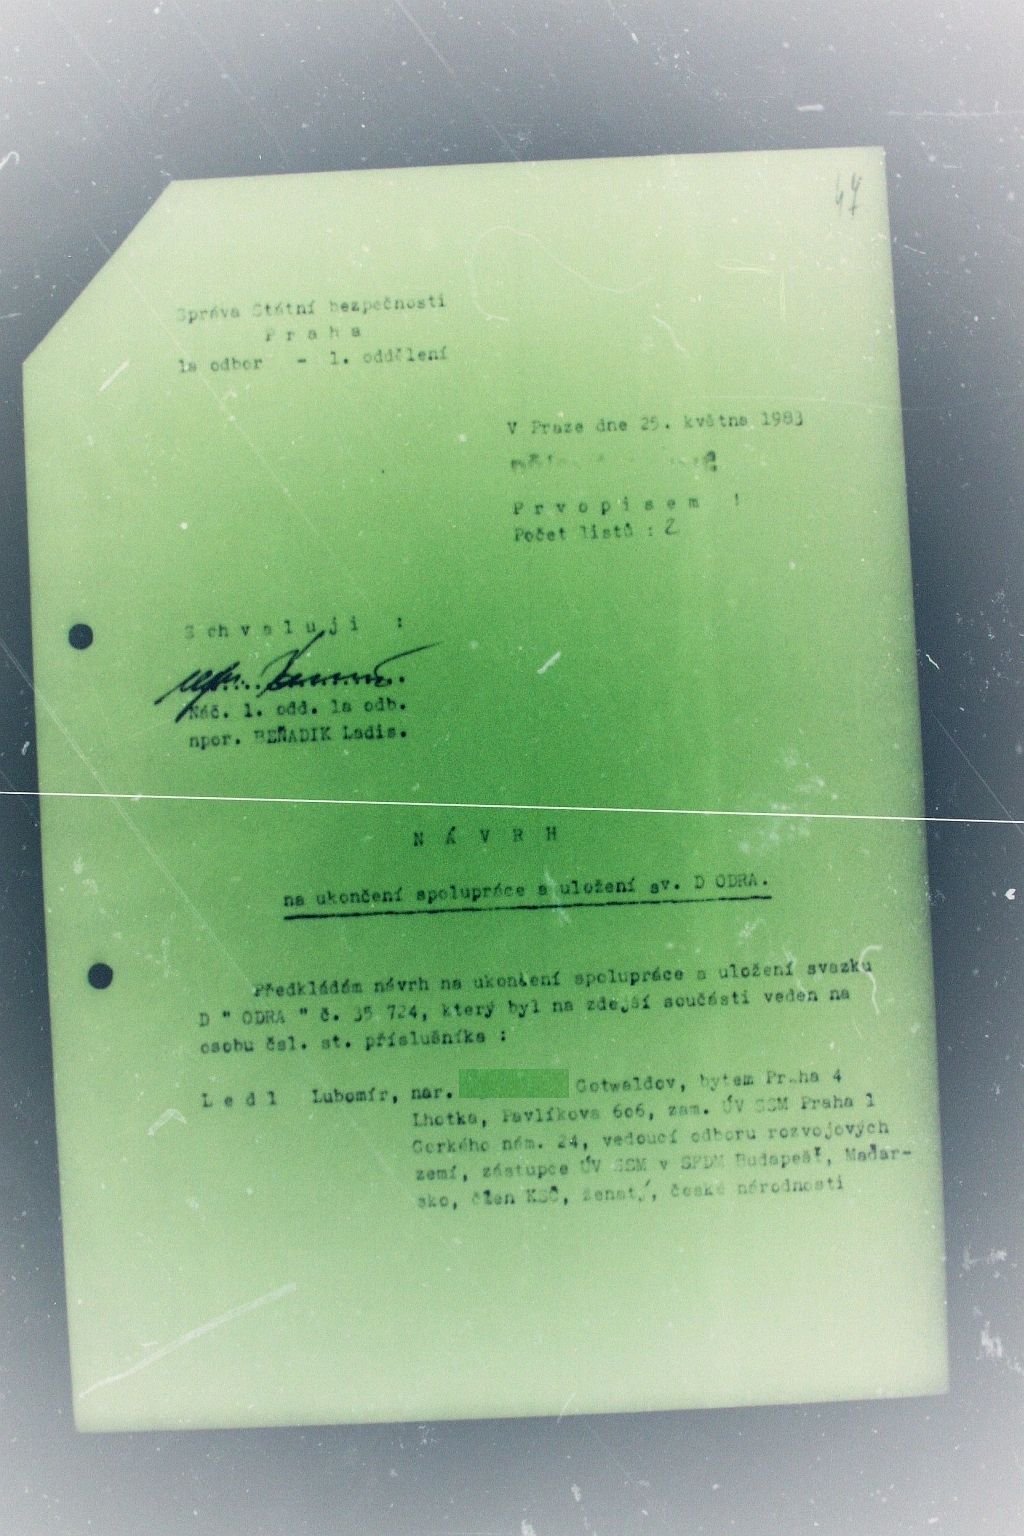 47
Správa Státní bezpečnosti
P r a h a
1a odbor - 1. oddělení
V Praze dne 25. května 1983
P r v o p i s e m !
Počet listů : 2
S c h v a l u j i :
Náč. 1. odd. 1a odb.
npor. BEŇADIK Ladis.
N Á V R H
na ukončení spolupráce a uložení sv. D ODRA.
Předkládám návrh na ukončení spolupráce a uložení svazku
D " ODRA " č. 35 724, který byl na zdejší součásti veden na
osobu čsl. st. příslušníka :
L e d l Lubomír, nar. Gotwaldov, bytem Praha 4
Lhotka, Pavlíkova 606, zam. ÚV SSM Praha 1
Gorkého nám. 24, vedoucí odboru rozvojových
zemí, zástupce ÚV SSM v SFDM Budapešť, Maďar-
sko, člen KSČ, ženatý, české národnosti